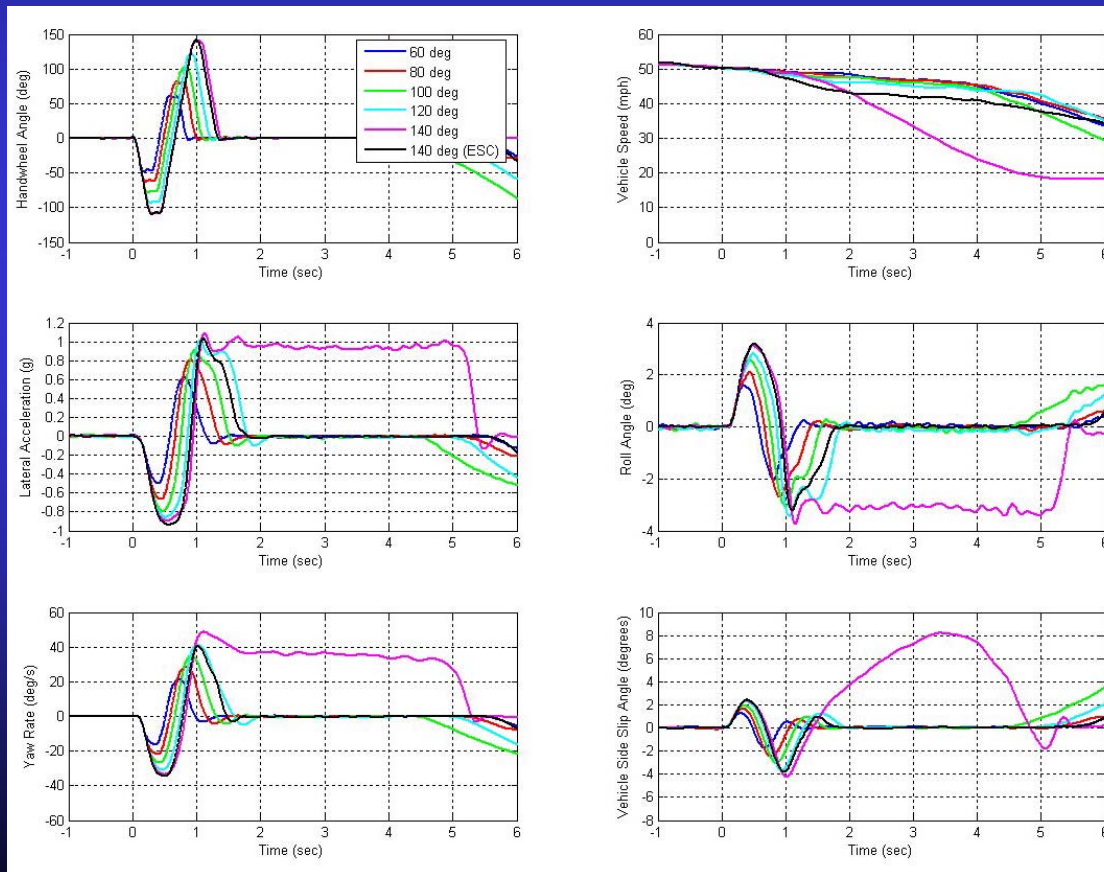 Handwheel Angle (deg)
150
100
50
0
-50
-100
-150
-1 0 1 2 3 4 5 6
Time (sec)
60 deg
80 deg
100 deg
120 deg
140 deg
140 deg (ESC)
Vehicle Speed (mph)
60
50
40
30
20
10
0
-1 0 1 2 3 4 5 6
Time (sec)
Lateral Acceleration (g)
1.2
1
0.8
0.6
0.4
0.2
0
-0.2
-0.4
-0.6
-0.8
-1
-1 0 1 2 3 4 5 6
Time (sec)
Roll Angle (deg)
4
2
0
-2
-4
-1 0 1 2 3 4 5 6
Time (sec)
Yaw Rate (deg/s)
60
40
20
0
-20
-40
-60
-1 0 1 2 3 4 5 6
Time (sec)
Vehicle Side Slip Angle (degrees)
10
8
6
4
2
0
-2
-4
-6
-8
-1 0 1 2 3 4 5 6
Time (sec)